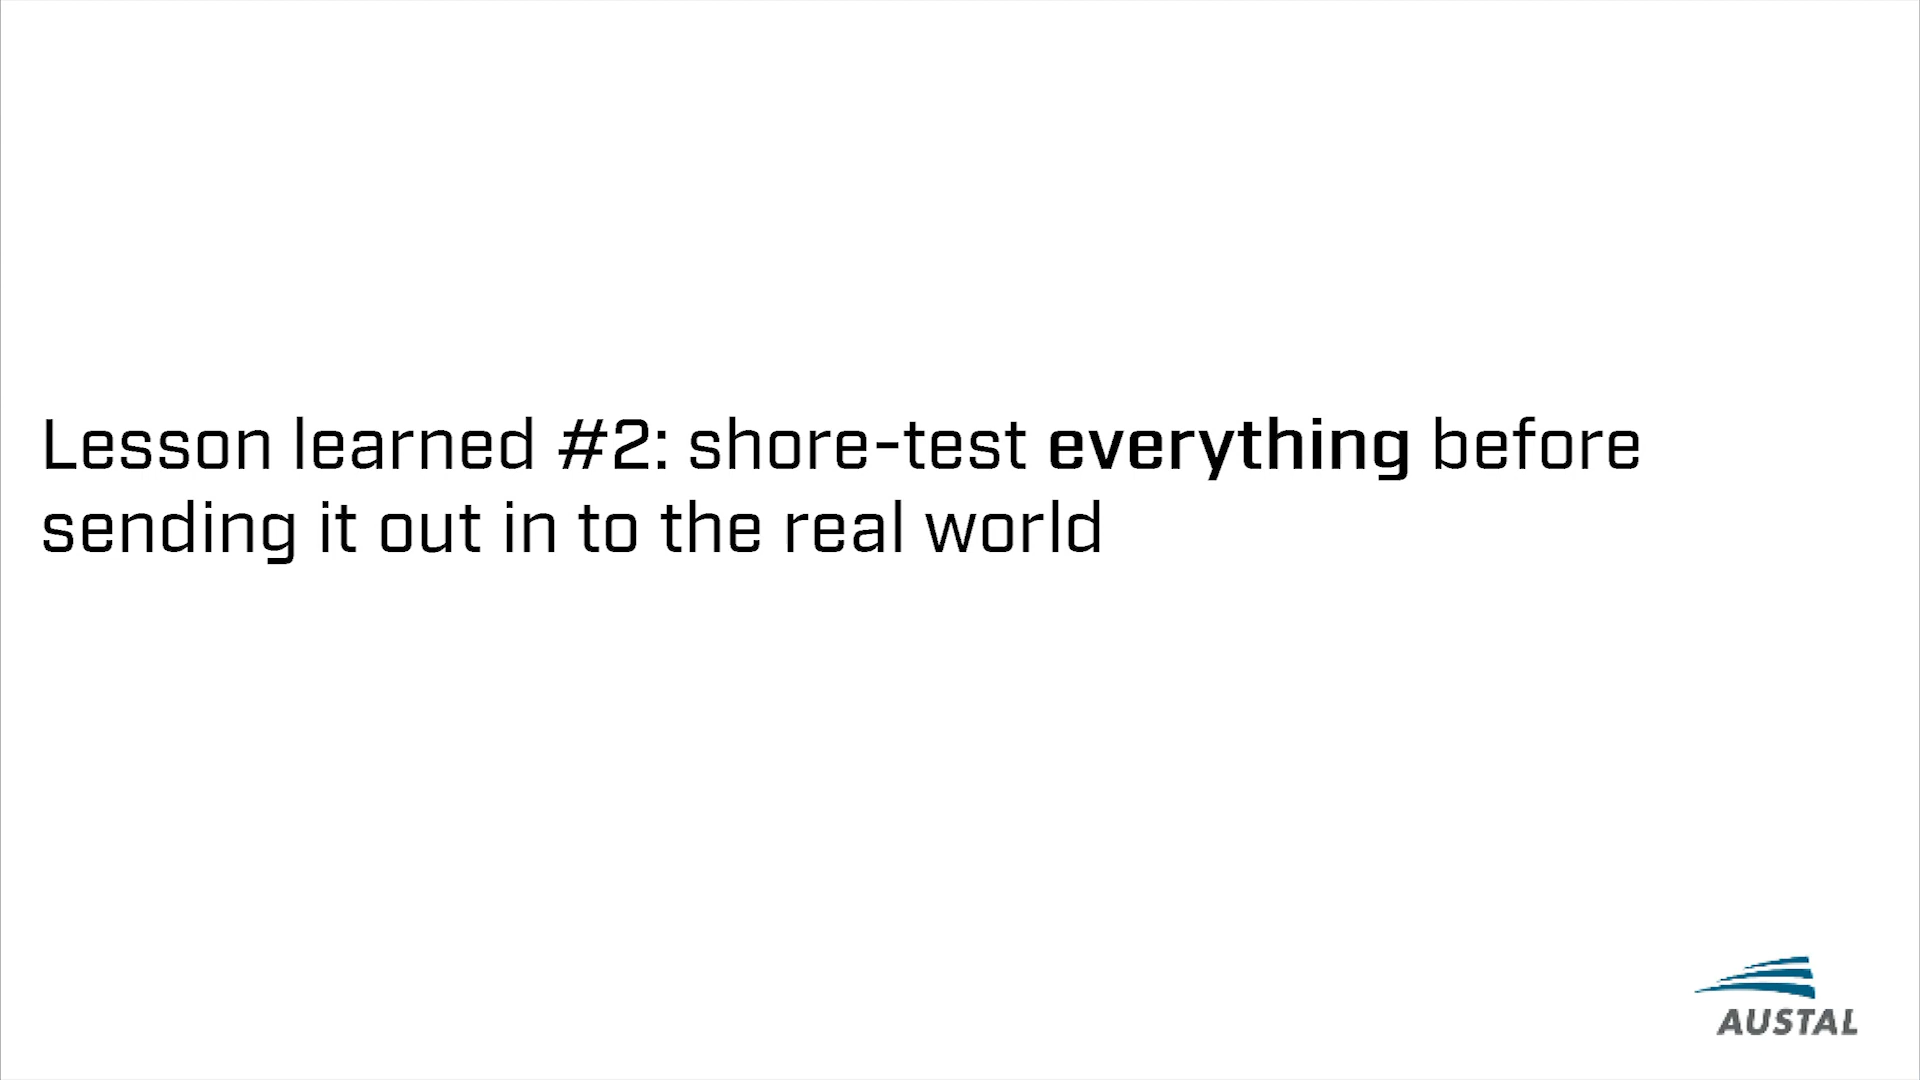 Lesson learned #2: shore-test everything before
sending it out in to the real world
AUSTAL